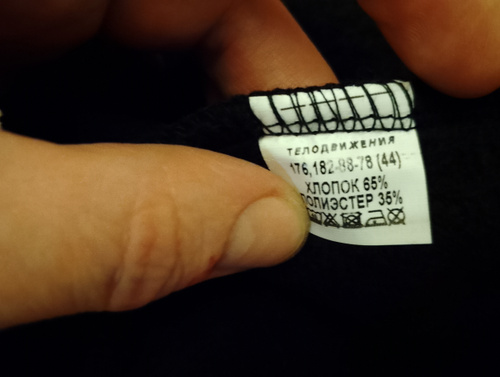 ТЕЛОДВИЖЕНИЯ
176,182-88-78 (44)
ХЛОПОК 65%
ПОЛИЭСТЕР 35%